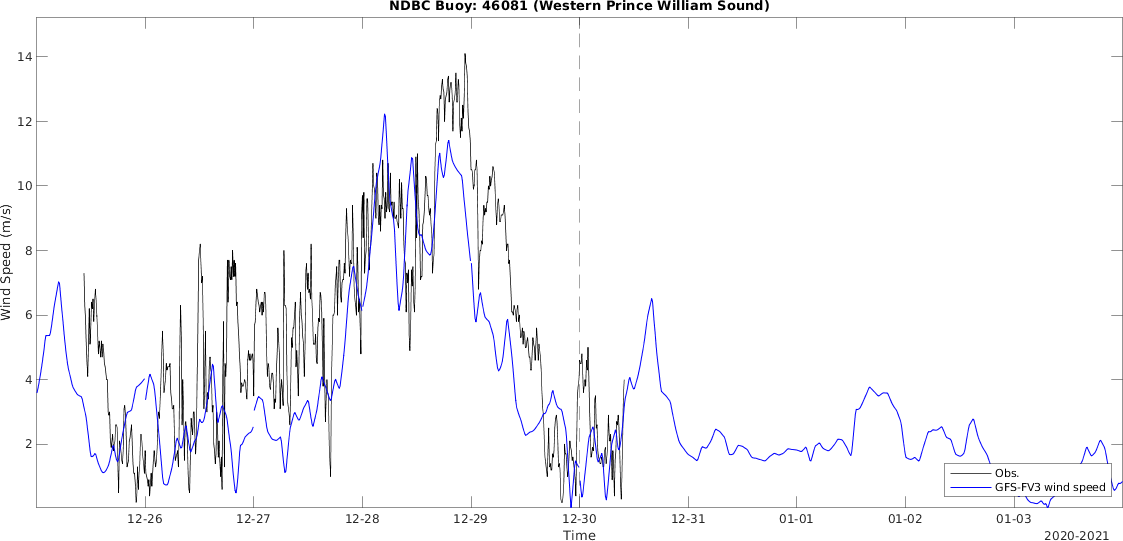 NDBC Buoy: 46081 (Western Prince William Sound)
Wind Speed (m/s)
14
12
10
8
6
4
2
12-26 12-27 12-28 12-29 12-30 12-31 01-01 01-02 01-03
Time
2020-2021
Obs.
GFS-FV3 wind speed